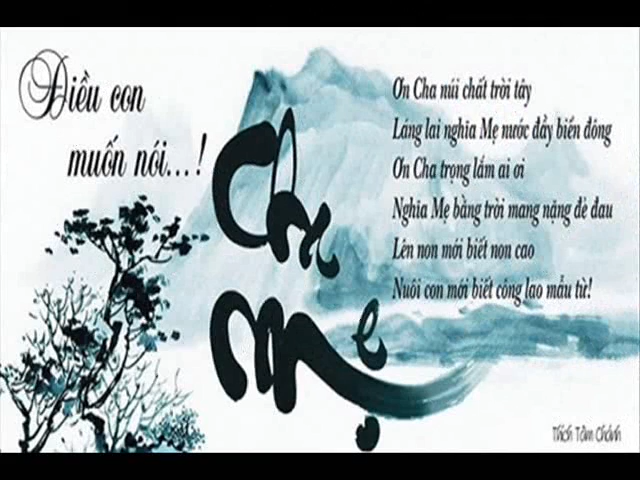 Điều con
muốn nói...!
Cha
Mẹ
Ơn Cha núi chất trời tây
Láng lai nghĩa Mẹ nước đầy biển đông
Ơn Cha trọng lắm ai ơi
Nghĩa Mẹ bằng trời mang nặng đẻ đau
Lên non mới biết non cao
Nuôi con mới biết công lao mẫu từ!
Thích Tâm Chánh